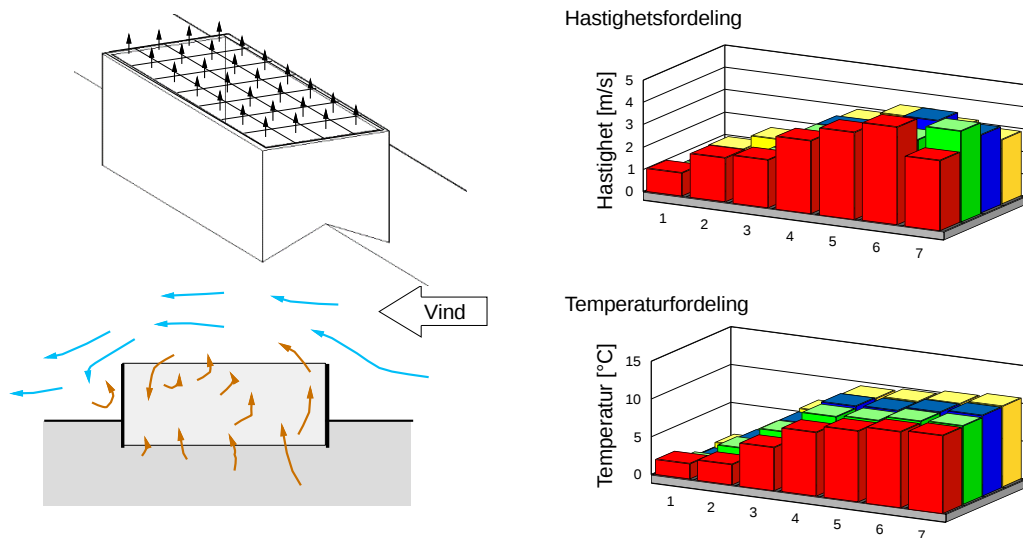 Hastighetsfordeling
Hastighet [m/s]
5
4
3
2
1
0
1 2 3 4 5 6 7
Vind
Temperaturfordeling
Temperatur [°C]
15
10
5
0
1 2 3 4 5 6 7